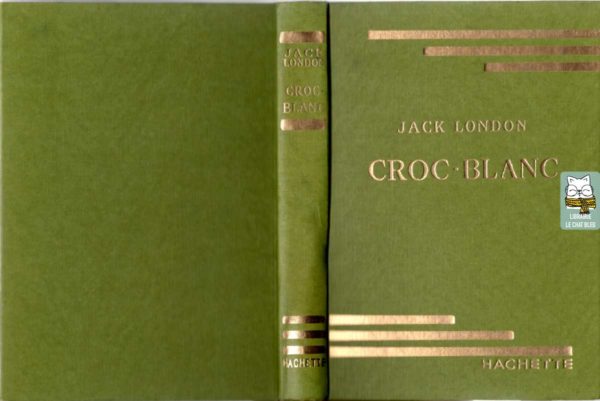 JACK
LONDON
CROC-
BLANC
HACHETTE
JACK LONDON
CROC-BLANC
LIBRAIRIE
LE CHAT BLEU
HACHETTE